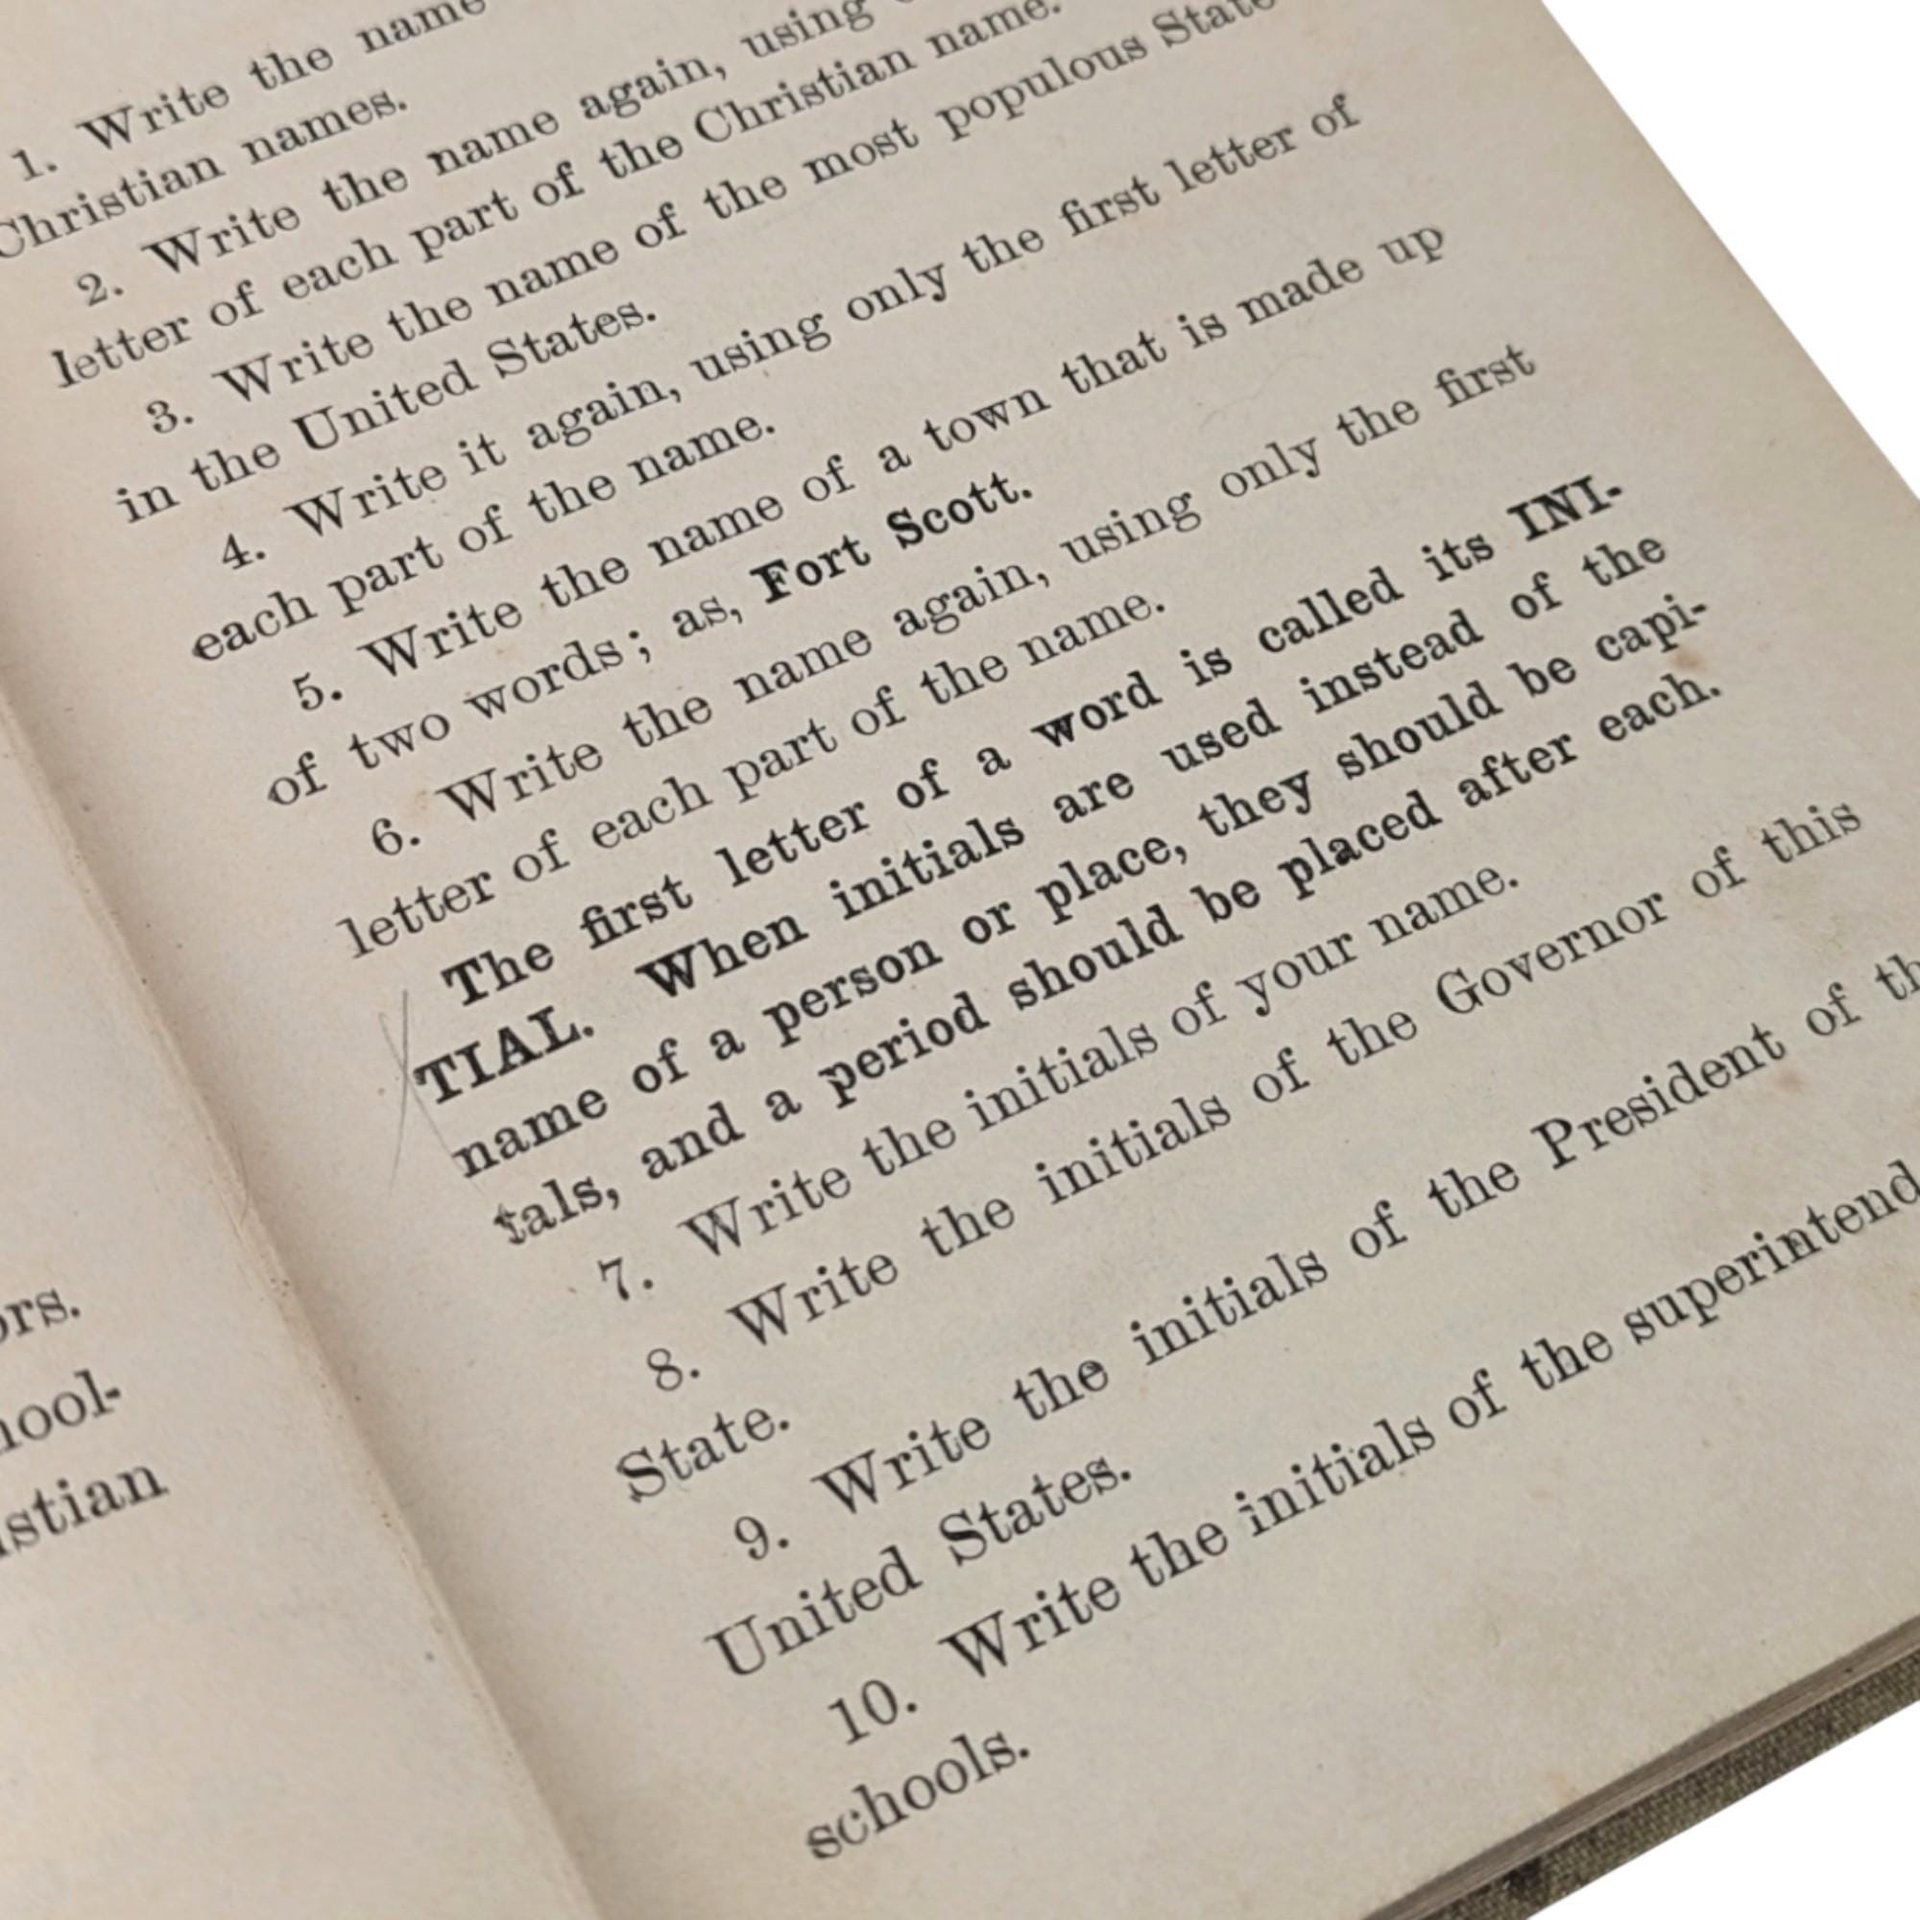 ors.
hool-
istian
1. Write the name
Christian names.
2. Write the name again, using
letter of each part of the Christian name.
3. Write the name of the most populous State
in the United States.
4. Write it again, using only the first letter of
each part of the name.
5. Write the name of a town that is made up
of two words; as, Fort Scott.
6. Write the name again, using only the first
letter of each part of the name.
The first letter of a word is called its INI-
TIAL. When initials are used instead of the
name of a person or place, they should be capi-
tals, and a period should be placed after each.
7. Write the initials of your name.
8. Write the initials of the Governor of this
State.
9. Write the initials of the President of th
United States.
10. Write the initials of the superintend
schools.